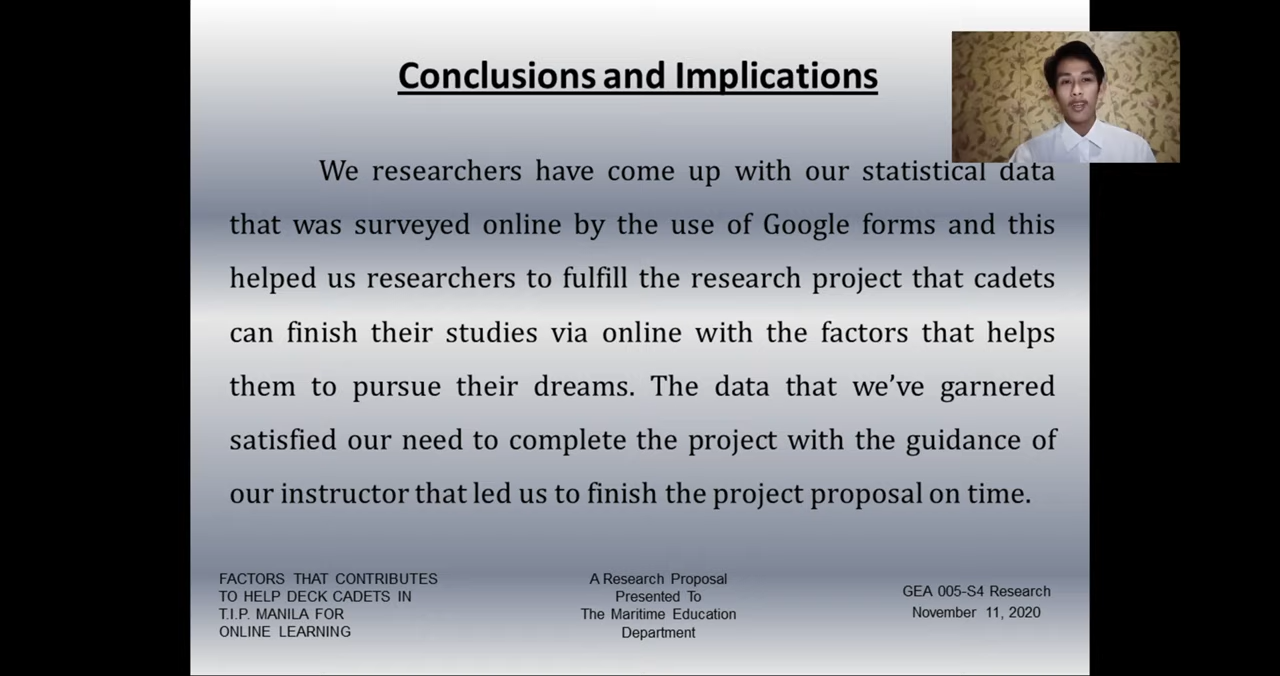 Conclusions and Implications
We researchers have come up with our statistical data
that was surveyed online by the use of Google forms and this
helped us researchers to fulfill the research project that cadets
can finish their studies via online with the factors that helps
them to pursue their dreams. The data that we’ve garnered
satisfied our need to complete the project with the guidance of
our instructor that led us to finish the project proposal on time.
FACTORS THAT CONTRIBUTES
TO HELP DECK CADETS IN
T.I.P. MANILA FOR
ONLINE LEARNING
A Research Proposal
Presented To
The Maritime Education
Department
GEA 005-S4 Research
November 11, 2020